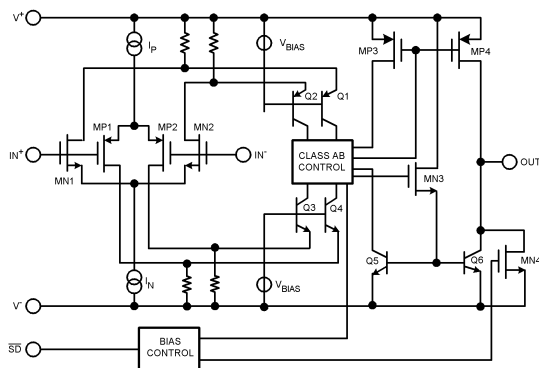 V+
IP
VBIAS
MP3
MP4
Q2
Q1
MP1
MP2
MN2
IN+
IN-
CLASS AB
CONTROL
OUT
MN1
MN3
Q3
Q4
Q5
Q6
MN4
IN
VBIAS
V-
SD
BIAS
CONTROL